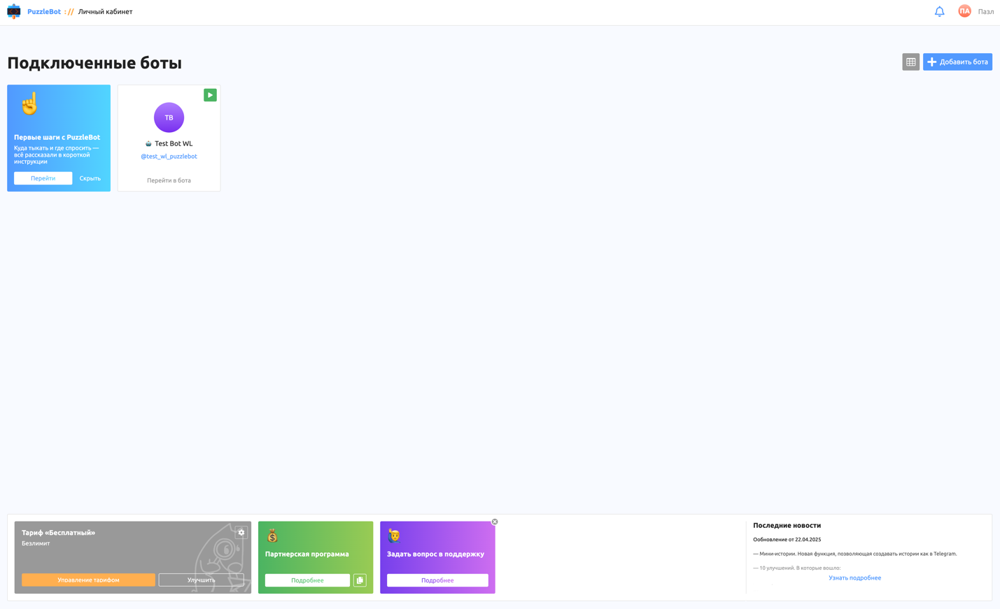 PuzzleBot :// Личный кабинет
ПА
Пазл
Подключенные боты
Добавить бота
Первые шаги с PuzzleBot
Куда тыкать и где спросить —
всё рассказали в короткой
инструкции
Перейти
Скрыть
TB
Test Bot WL
@test_wl_puzzlebot
Перейти в бота
Тариф «Бесплатный»
Безлимит
Управление тарифом
Улучшить
Партнерская программа
Подробнее
Задать вопрос в поддержку
Подробнее
Последние новости
Ообновление от 22.04.2025
— Мини-истории. Новая функция, позволяющая создавать истории как в Telegram.
— 10 улучшений. В которые вошло:
Узнать подробнее